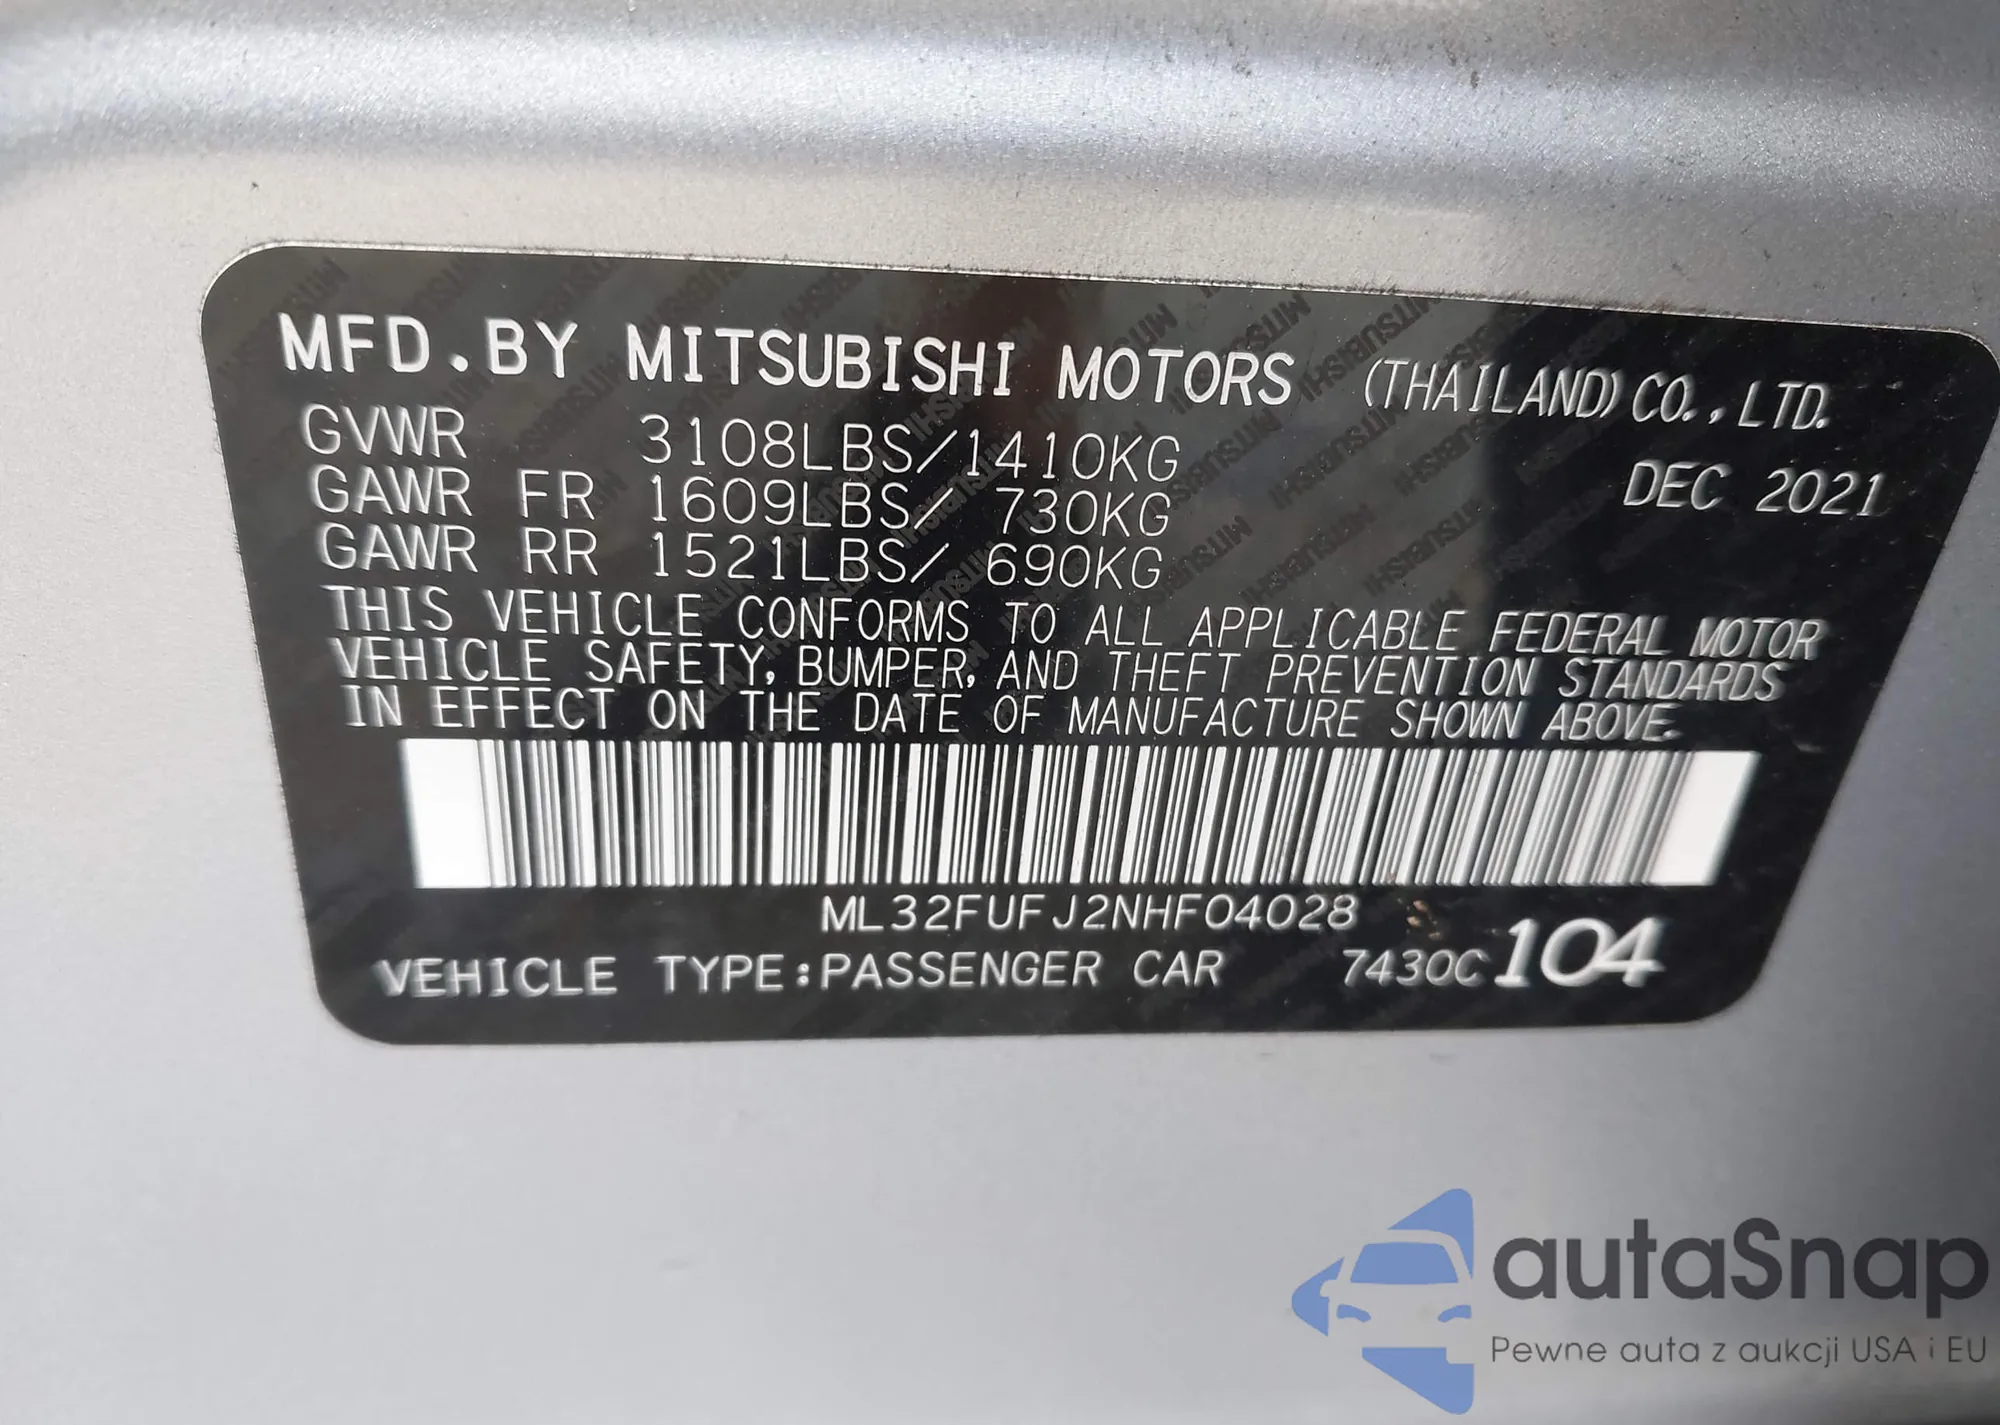 MFD.BY MITSUBISHI MOTORS (THAILAND) CO.,LTD.
GVWR 3108LBS/1410KG
DEC 2021
GAWR FR 1609LBS/ 730KG
GAWR RR 1521LBS/ 690KG
THIS VEHICLE CONFORMS TO ALL APPLICABLE FEDERAL MOTOR
VEHICLE SAFETY, BUMPER, AND THEFT PREVENTION STANDARDS
IN EFFECT ON THE DATE OF MANUFACTURE SHOWN ABOVE.
ML32FUFJ2NHF04028
VEHICLE TYPE:PASSENGER CAR 7430C104
autaSnap
Pewne auta z aukcji USA i EU